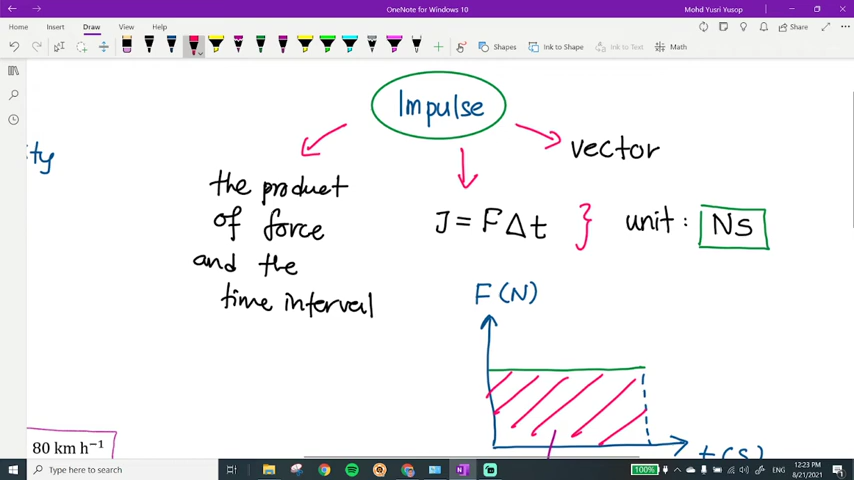 OneNote for Windows 10
Mohd Yusri Yusop
Home Insert Draw View Help
Share
Shapes Ink to Shape Ink to Text Math
Impulse
vector
ity
the product
of force
and the
time interval
J = FΔt } unit : Ns
F (N)
t (s)
80 km h⁻¹
Type here to search
100%
ENG
12:23 PM
8/21/2021